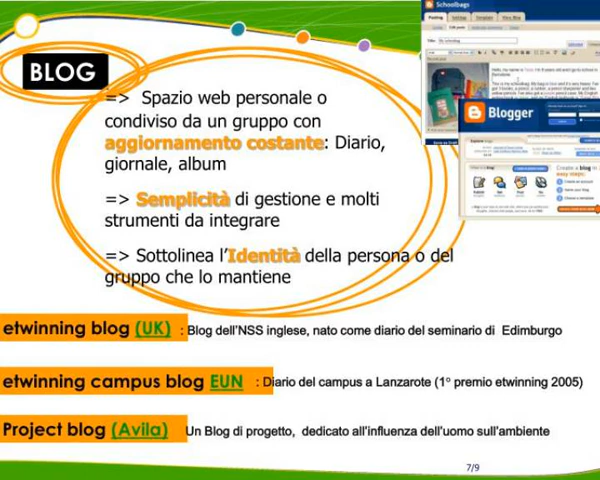 Schoolbags
BLOG
=> Spazio web personale o
condiviso da un gruppo con
aggiornamento costante: Diario,
giornale, album
=> Semplicità di gestione e molti
strumenti da integrare
=> Sottolinea l'Identità della persona o del
gruppo che lo mantiene
Blogger
etwinning blog (UK) : Blog dell'NSS inglese, nato come diario del seminario di Edimburgo
etwinning campus blog EUN : Diario del campus a Lanzarote (1° premio etwinning 2005)
Project blog (Avila) Un Blog di progetto, dedicato all'influenza dell'uomo sull'ambiente
7/9